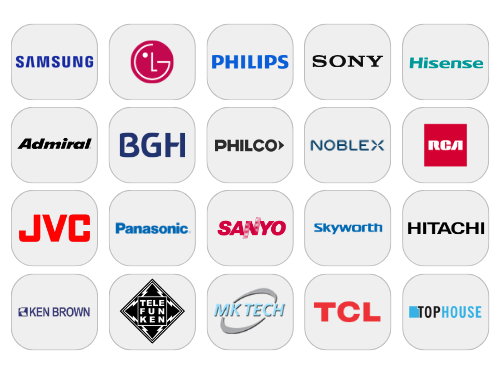 SAMSUNG
LG
PHILIPS
SONY
Hisense
Admiral
BGH
PHILCO
NOBLEX
RCA
JVC
Panasonic
SANYO
Skyworth
HITACHI
KEN BROWN
TELE
FUN
KEN
MK TECH
TCL
TOPHOUSE